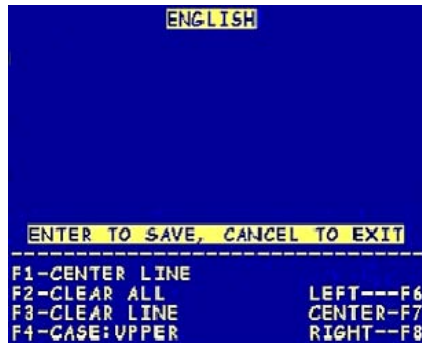 ENGLISH
ENTER TO SAVE, CANCEL TO EXIT
F1-CENTER LINE
F2-CLEAR ALL LEFT---F6
F3-CLEAR LINE CENTER-F7
F4-CASE:UPPER RIGHT--F8